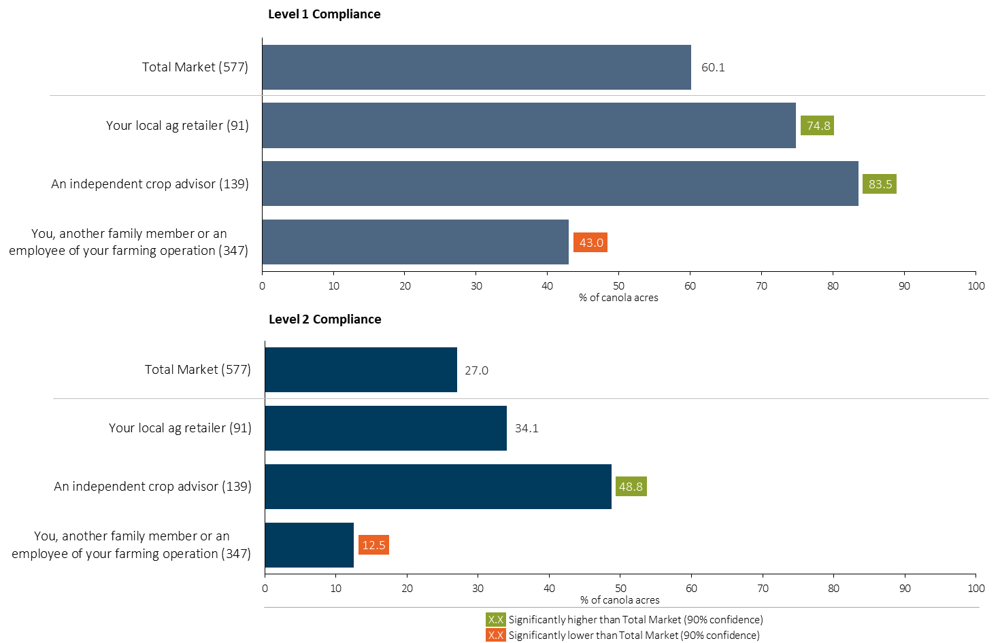 Level 1 Compliance
Total Market (577)
60.1
Your local ag retailer (91)
74.8
An independent crop advisor (139)
83.5
You, another family member or an
employee of your farming operation (347)
43.0
0 10 20 30 40 50 60 70 80 90 100
% of canola acres
Level 2 Compliance
Total Market (577)
27.0
Your local ag retailer (91)
34.1
An independent crop advisor (139)
48.8
You, another family member or an
employee of your farming operation (347)
12.5
0 10 20 30 40 50 60 70 80 90 100
% of canola acres
X.X Significantly higher than Total Market (90% confidence)
X.X Significantly lower than Total Market (90% confidence)